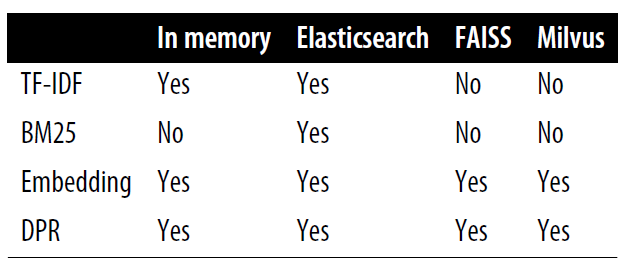 In memory Elasticsearch FAISS Milvus
TF-IDF Yes Yes No No
BM25 No Yes No No
Embedding Yes Yes Yes Yes
DPR Yes Yes Yes Yes